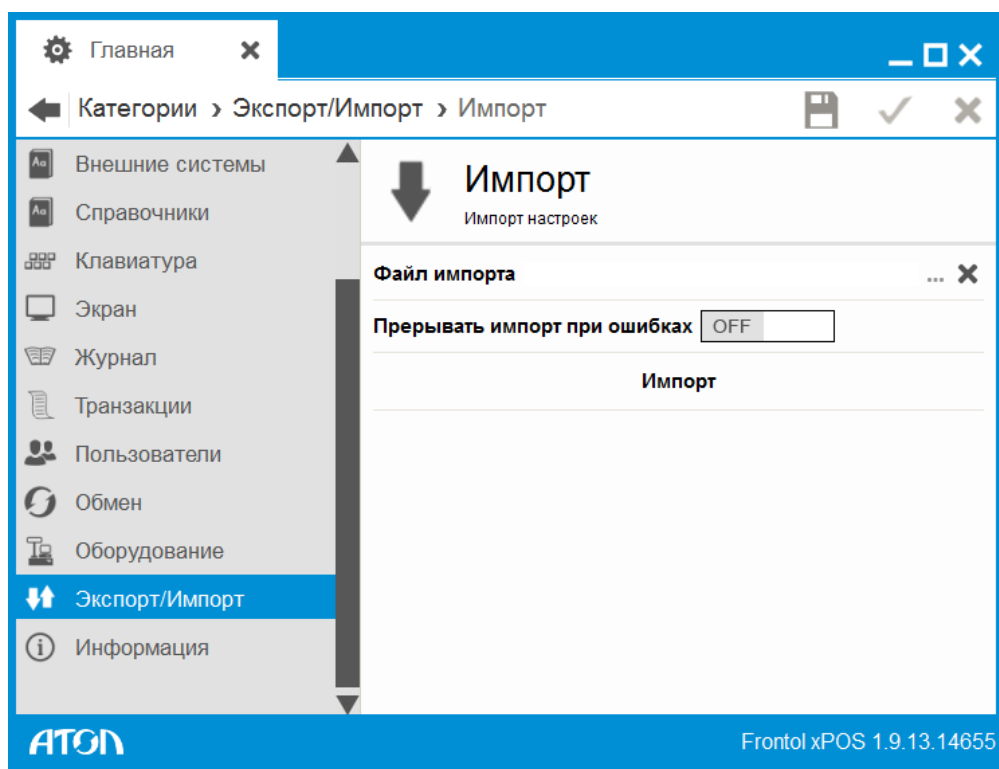 Главная
Категории › Экспорт/Импорт › Импорт
Внешние системы
Справочники
Клавиатура
Экран
Журнал
Транзакции
Пользователи
Обмен
Оборудование
Экспорт/Импорт
Информация
Импорт
Импорт настроек
Файл импорта ...
Прерывать импорт при ошибках OFF
Импорт
ATOL
Frontol xPOS 1.9.13.14655